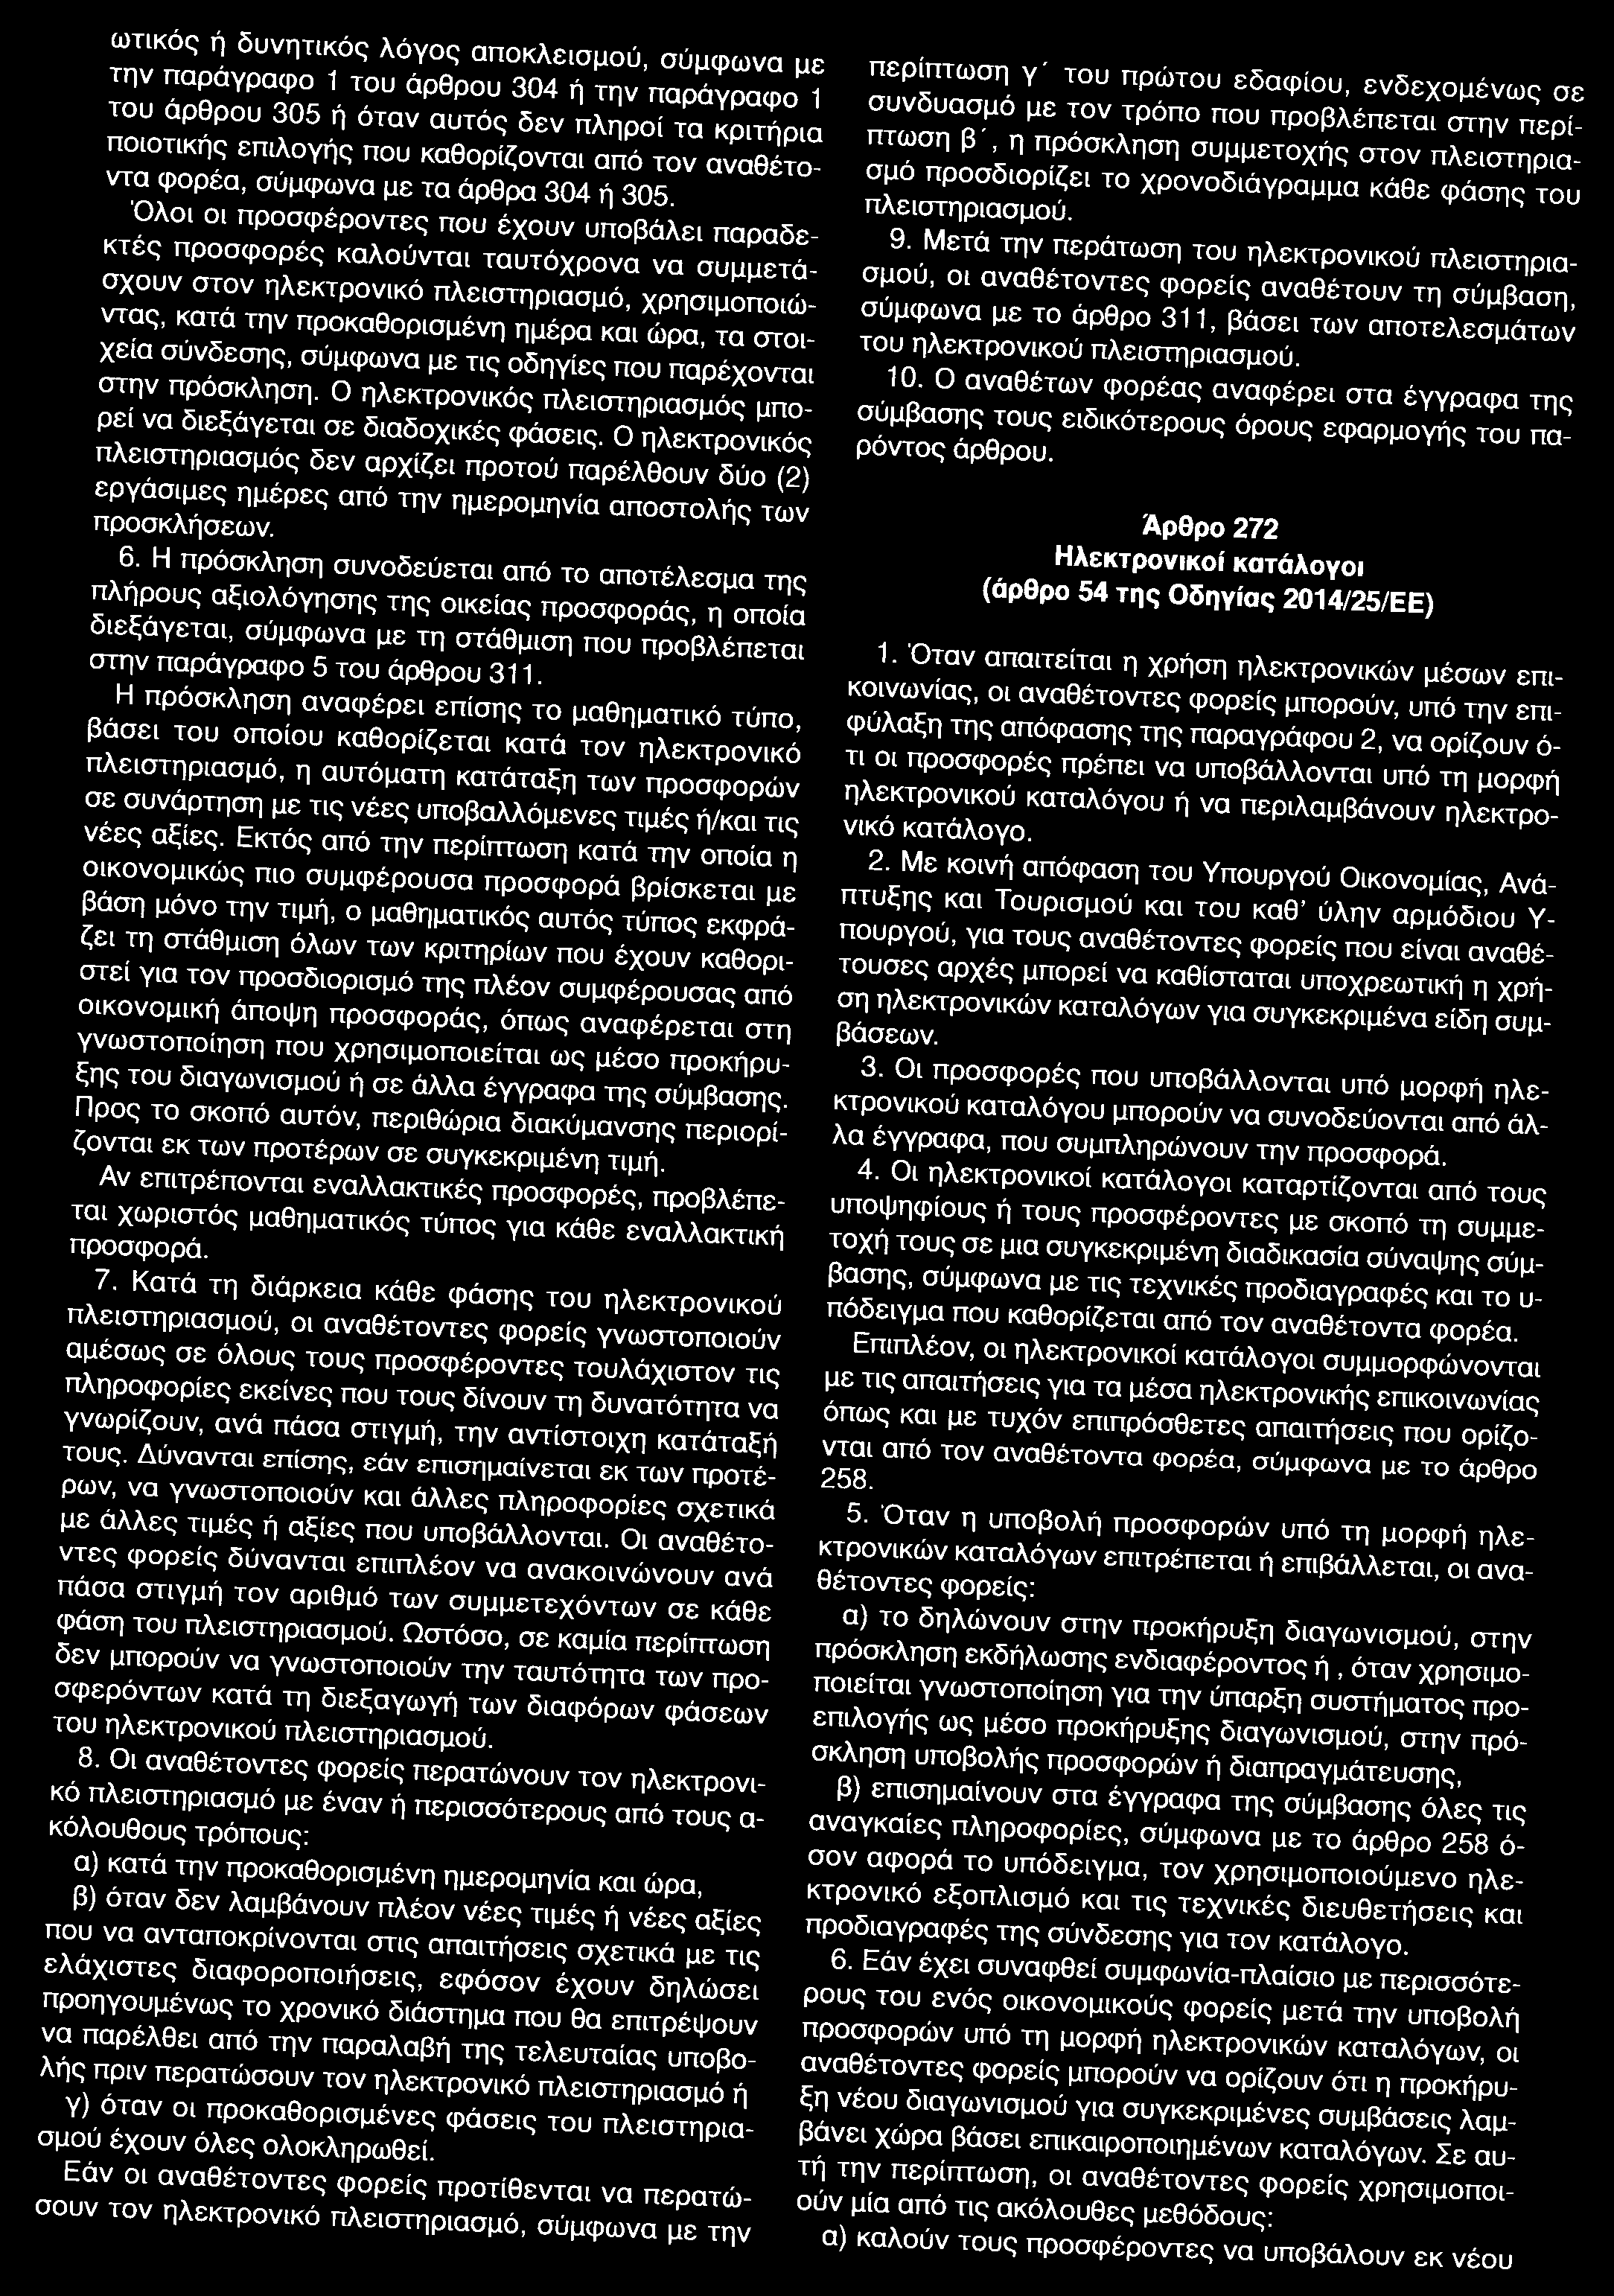 ωτικός ή δυνητικός λόγος αποκλεισμού, σύμφωνα με
την παράγραφο 1 του άρθρου 304 ή την παράγραφο 1
του άρθρου 305 ή όταν αυτός δεν πληροί τα κριτήρια
ποιοτικής επιλογής που καθορίζονται από τον αναθέτο-
ντα φορέα, σύμφωνα με τα άρθρα 304 ή 305.
Όλοι οι προσφέροντες που έχουν υποβάλει παραδε-
κτές προσφορές καλούνται ταυτόχρονα να συμμετά-
σχουν στον ηλεκτρονικό πλειστηριασμό, χρησιμοποιώ-
ντας, κατά την προκαθορισμένη ημέρα και ώρα, τα στοι-
χεία σύνδεσης, σύμφωνα με τις οδηγίες που παρέχονται
στην πρόσκληση. Ο ηλεκτρονικός πλειστηριασμός μπο-
ρεί να διεξάγεται σε διαδοχικές φάσεις. Ο ηλεκτρονικός
πλειστηριασμός δεν αρχίζει προτού παρέλθουν δύο (2)
εργάσιμες ημέρες από την ημερομηνία αποστολής των
προσκλήσεων.
6. Η πρόσκληση συνοδεύεται από το αποτέλεσμα της
πλήρους αξιολόγησης της οικείας προσφοράς, η οποία
διεξάγεται, σύμφωνα με τη στάθμιση που προβλέπεται
στην παράγραφο 5 του άρθρου 311.
Η πρόσκληση αναφέρει επίσης το μαθηματικό τύπο,
βάσει του οποίου καθορίζεται κατά τον ηλεκτρονικό
πλειστηριασμό, η αυτόματη κατάταξη των προσφορών
σε συνάρτηση με τις νέες υποβαλλόμενες τιμές ή/και τις
νέες αξίες. Εκτός από την περίπτωση κατά την οποία η
οικονομικώς πιο συμφέρουσα προσφορά βρίσκεται με
βάση μόνο την τιμή, ο μαθηματικός αυτός τύπος εκφρά-
ζει τη στάθμιση όλων των κριτηρίων που έχουν καθορι-
στεί για τον προσδιορισμό της πλέον συμφέρουσας από
οικονομική άποψη προσφοράς, όπως αναφέρεται στη
γνωστοποίηση που χρησιμοποιείται ως μέσο προκήρυ-
ξης του διαγωνισμού ή σε άλλα έγγραφα της σύμβασης.
Προς το σκοπό αυτόν, περιθώρια διακύμανσης περιορί-
ζονται εκ των προτέρων σε συγκεκριμένη τιμή.
Αν επιτρέπονται εναλλακτικές προσφορές, προβλέπε-
ται χωριστός μαθηματικός τύπος για κάθε εναλλακτική
προσφορά.
7. Κατά τη διάρκεια κάθε φάσης του ηλεκτρονικού
πλειστηριασμού, οι αναθέτοντες φορείς γνωστοποιούν
αμέσως σε όλους τους προσφέροντες τουλάχιστον τις
πληροφορίες εκείνες που τους δίνουν τη δυνατότητα να
γνωρίζουν, ανά πάσα στιγμή, την αντίστοιχη κατάταξή
τους. Δύνανται επίσης, εάν επισημαίνεται εκ των προτέ-
ρων, να γνωστοποιούν και άλλες πληροφορίες σχετικά
με άλλες τιμές ή αξίες που υποβάλλονται. Οι αναθέτο-
ντες φορείς δύνανται επιπλέον να ανακοινώνουν ανά
πάσα στιγμή τον αριθμό των συμμετεχόντων σε κάθε
φάση του πλειστηριασμού. Ωστόσο, σε καμία περίπτωση
δεν μπορούν να γνωστοποιούν την ταυτότητα των προ-
σφερόντων κατά τη διεξαγωγή των διαφόρων φάσεων
του ηλεκτρονικού πλειστηριασμού.
8. Οι αναθέτοντες φορείς περατώνουν τον ηλεκτρονι-
κό πλειστηριασμό με έναν ή περισσότερους από τους α-
κόλουθους τρόπους:
α) κατά την προκαθορισμένη ημερομηνία και ώρα,
β) όταν δεν λαμβάνουν πλέον νέες τιμές ή νέες αξίες
που να ανταποκρίνονται στις απαιτήσεις σχετικά με τις
ελάχιστες διαφοροποιήσεις, εφόσον έχουν δηλώσει
προηγουμένως το χρονικό διάστημα που θα επιτρέψουν
να παρέλθει από την παραλαβή της τελευταίας υποβο-
λής πριν περατώσουν τον ηλεκτρονικό πλειστηριασμό ή
γ) όταν οι προκαθορισμένες φάσεις του πλειστηρια-
σμού έχουν όλες ολοκληρωθεί.
Εάν οι αναθέτοντες φορείς προτίθενται να περατώ-
σουν τον ηλεκτρονικό πλειστηριασμό, σύμφωνα με την
περίπτωση γ΄ του πρώτου εδαφίου, ενδεχομένως σε
συνδυασμό με τον τρόπο που προβλέπεται στην περί-
πτωση β΄, η πρόσκληση συμμετοχής στον πλειστηρια-
σμό προσδιορίζει το χρονοδιάγραμμα κάθε φάσης του
πλειστηριασμού.
9. Μετά την περάτωση του ηλεκτρονικού πλειστηρια-
σμού, οι αναθέτοντες φορείς αναθέτουν τη σύμβαση,
σύμφωνα με το άρθρο 311, βάσει των αποτελεσμάτων
του ηλεκτρονικού πλειστηριασμού.
10. Ο αναθέτων φορέας αναφέρει στα έγγραφα της
σύμβασης τους ειδικότερους όρους εφαρμογής του πα-
ρόντος άρθρου.
Άρθρο 272
Ηλεκτρονικοί κατάλογοι
(άρθρο 54 της Οδηγίας 2014/25/ΕΕ)
1. Όταν απαιτείται η χρήση ηλεκτρονικών μέσων επι-
κοινωνίας, οι αναθέτοντες φορείς μπορούν, υπό την επι-
φύλαξη της απόφασης της παραγράφου 2, να ορίζουν ό-
τι οι προσφορές πρέπει να υποβάλλονται υπό τη μορφή
ηλεκτρονικού καταλόγου ή να περιλαμβάνουν ηλεκτρο-
νικό κατάλογο.
2. Με κοινή απόφαση του Υπουργού Οικονομίας, Ανά-
πτυξης και Τουρισμού και του καθ’ ύλην αρμόδιου Υ-
πουργού, για τους αναθέτοντες φορείς που είναι αναθέ-
τουσες αρχές μπορεί να καθίσταται υποχρεωτική η χρή-
ση ηλεκτρονικών καταλόγων για συγκεκριμένα είδη συμ-
βάσεων.
3. Οι προσφορές που υποβάλλονται υπό μορφή ηλε-
κτρονικού καταλόγου μπορούν να συνοδεύονται από άλ-
λα έγγραφα, που συμπληρώνουν την προσφορά.
4. Οι ηλεκτρονικοί κατάλογοι καταρτίζονται από τους
υποψηφίους ή τους προσφέροντες με σκοπό τη συμμε-
τοχή τους σε μια συγκεκριμένη διαδικασία σύναψης σύμ-
βασης, σύμφωνα με τις τεχνικές προδιαγραφές και το υ-
πόδειγμα που καθορίζεται από τον αναθέτοντα φορέα.
Επιπλέον, οι ηλεκτρονικοί κατάλογοι συμμορφώνονται
με τις απαιτήσεις για τα μέσα ηλεκτρονικής επικοινωνίας
όπως και με τυχόν επιπρόσθετες απαιτήσεις που ορίζο-
νται από τον αναθέτοντα φορέα, σύμφωνα με το άρθρο
258.
5. Όταν η υποβολή προσφορών υπό τη μορφή ηλε-
κτρονικών καταλόγων επιτρέπεται ή επιβάλλεται, οι ανα-
θέτοντες φορείς:
α) το δηλώνουν στην προκήρυξη διαγωνισμού, στην
πρόσκληση εκδήλωσης ενδιαφέροντος ή , όταν χρησιμο-
ποιείται γνωστοποίηση για την ύπαρξη συστήματος προ-
επιλογής ως μέσο προκήρυξης διαγωνισμού, στην πρό-
σκληση υποβολής προσφορών ή διαπραγμάτευσης,
β) επισημαίνουν στα έγγραφα της σύμβασης όλες τις
αναγκαίες πληροφορίες, σύμφωνα με το άρθρο 258 ό-
σον αφορά το υπόδειγμα, τον χρησιμοποιούμενο ηλε-
κτρονικό εξοπλισμό και τις τεχνικές διευθετήσεις και
προδιαγραφές της σύνδεσης για τον κατάλογο.
6. Εάν έχει συναφθεί συμφωνία-πλαίσιο με περισσότε-
ρους του ενός οικονομικούς φορείς μετά την υποβολή
προσφορών υπό τη μορφή ηλεκτρονικών καταλόγων, οι
αναθέτοντες φορείς μπορούν να ορίζουν ότι η προκήρυ-
ξη νέου διαγωνισμού για συγκεκριμένες συμβάσεις λαμ-
βάνει χώρα βάσει επικαιροποιημένων καταλόγων. Σε αυ-
τή την περίπτωση, οι αναθέτοντες φορείς χρησιμοποι-
ούν μία από τις ακόλουθες μεθόδους:
α) καλούν τους προσφέροντες να υποβάλουν εκ νέου